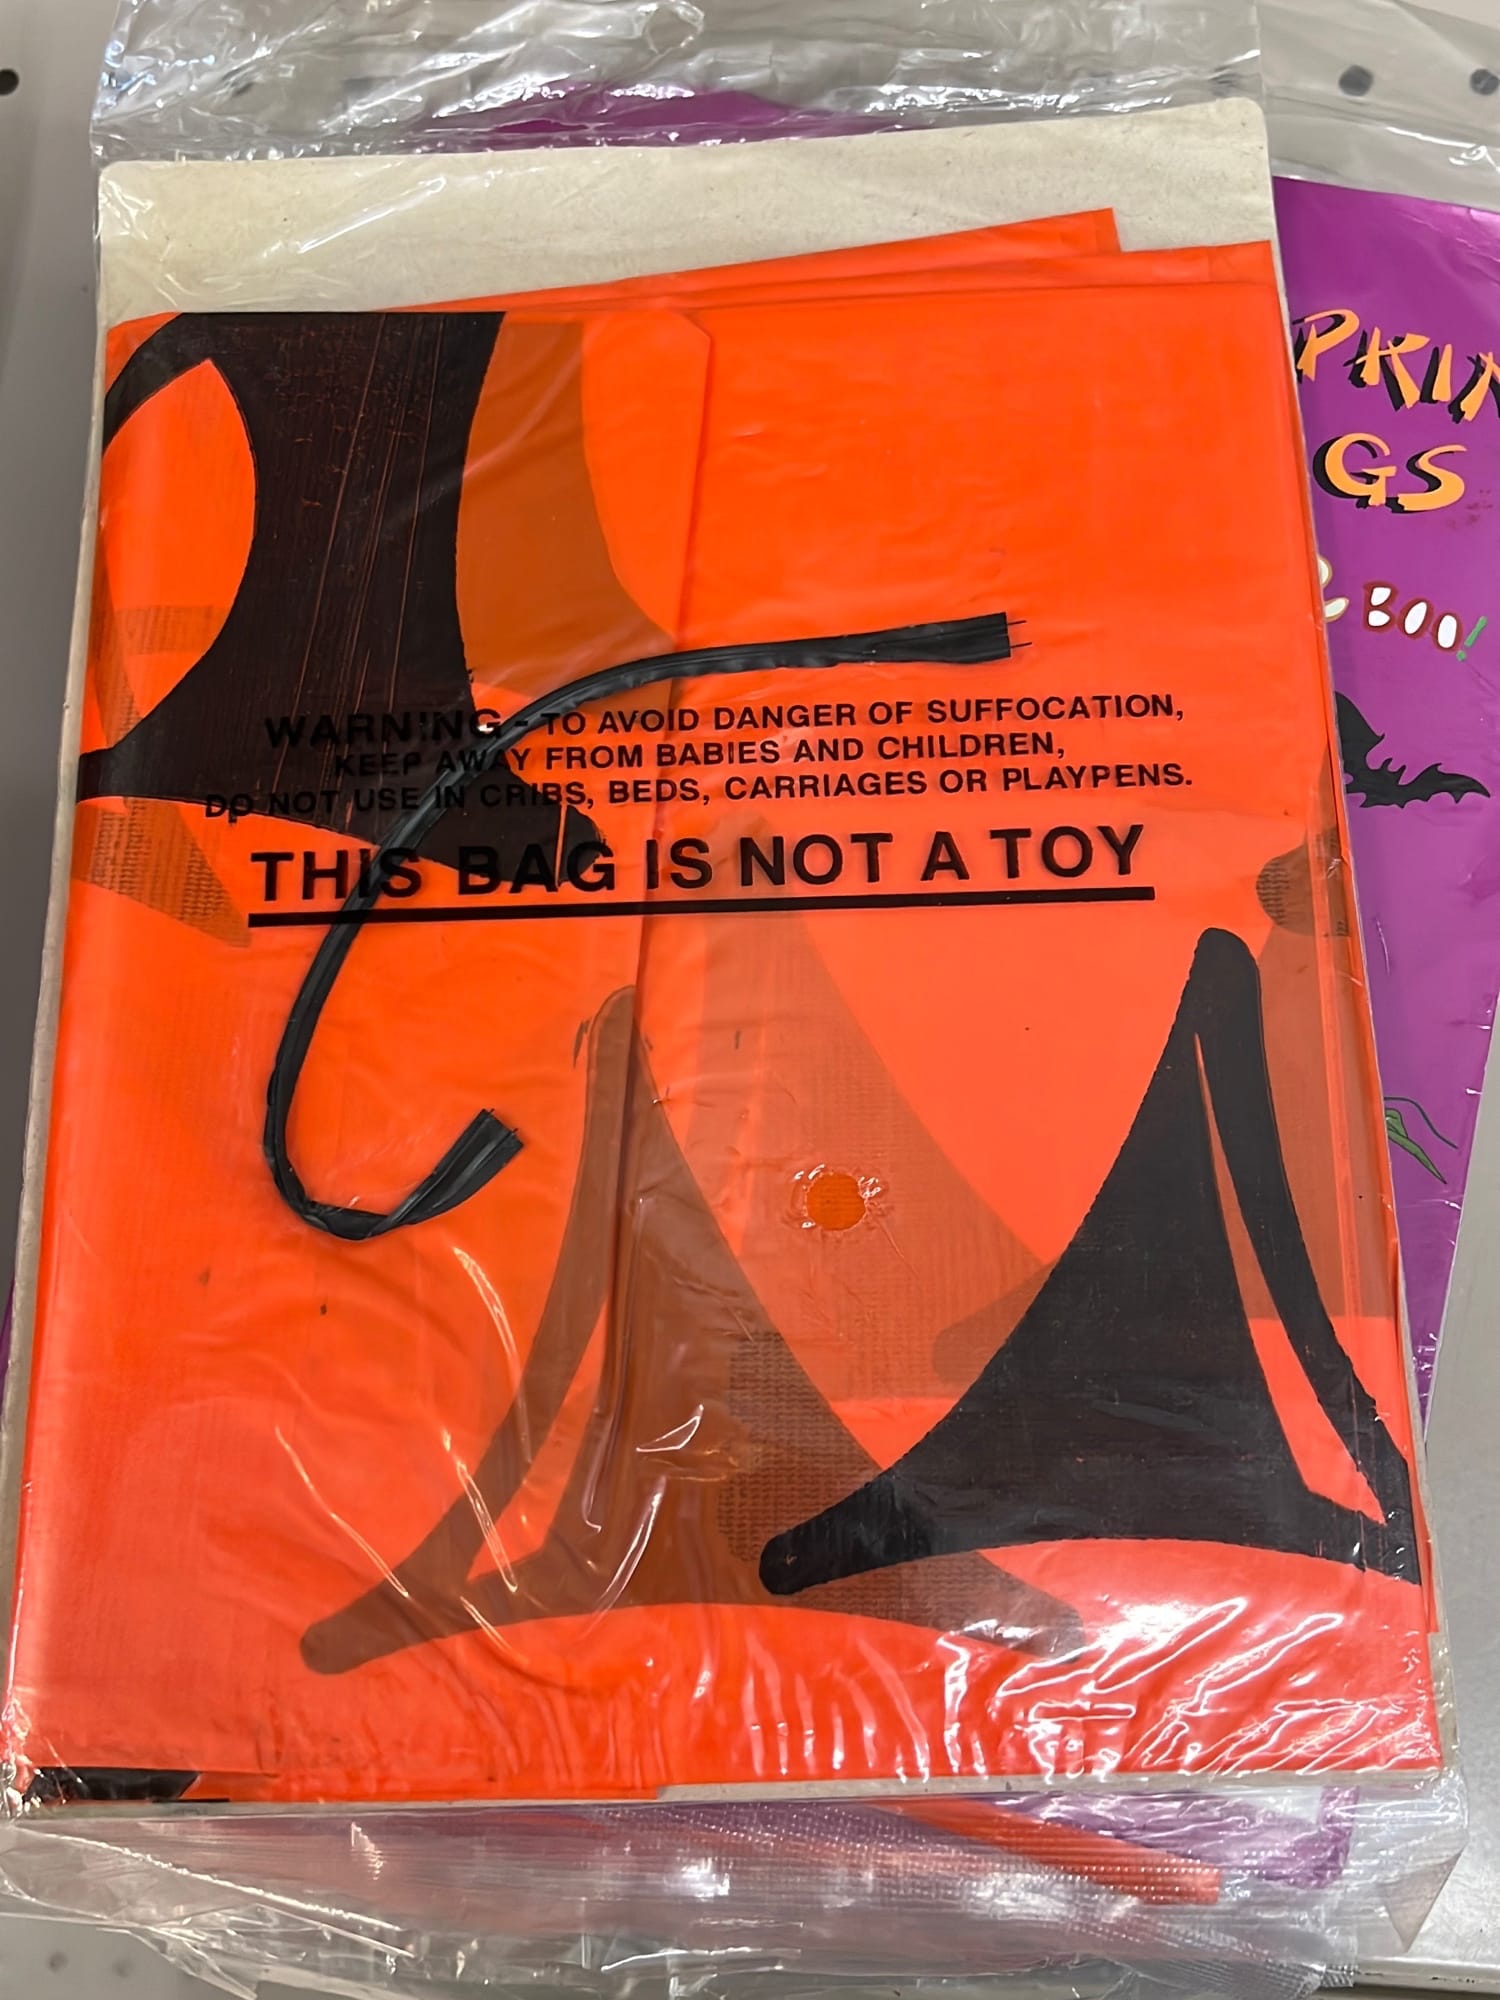 WARNING - TO AVOID DANGER OF SUFFOCATION,
KEEP AWAY FROM BABIES AND CHILDREN,
DO NOT USE IN CRIBS, BEDS, CARRIAGES OR PLAYPENS.
THIS BAG IS NOT A TOY
PKIN
GS
BOO!